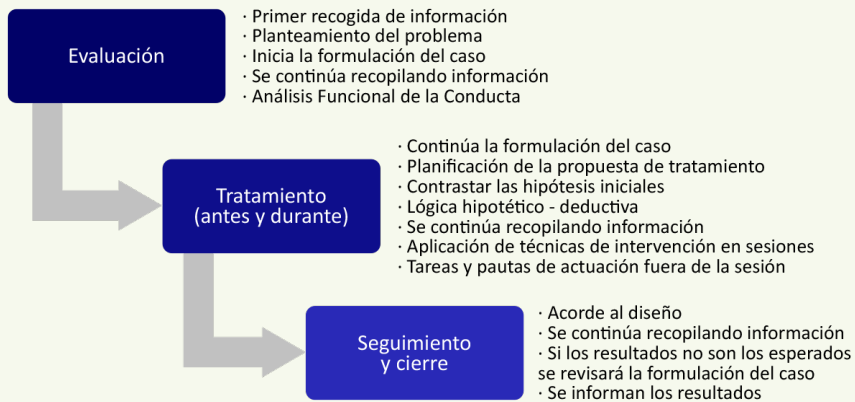 Evaluación
· Primer recogida de información
· Planteamiento del problema
· Inicia la formulación del caso
· Se continúa recopilando información
· Análisis Funcional de la Conducta
Tratamiento
(antes y durante)
· Continúa la formulación del caso
· Planificación de la propuesta de tratamiento
· Contrastar las hipótesis iniciales
· Lógica hipotético - deductiva
· Se continúa recopilando información
· Aplicación de técnicas de intervención en sesiones
· Tareas y pautas de actuación fuera de la sesión
Seguimiento
y cierre
· Acorde al diseño
· Se continúa recopilando información
· Si los resultados no son los esperados
se revisará la formulación del caso
· Se informan los resultados